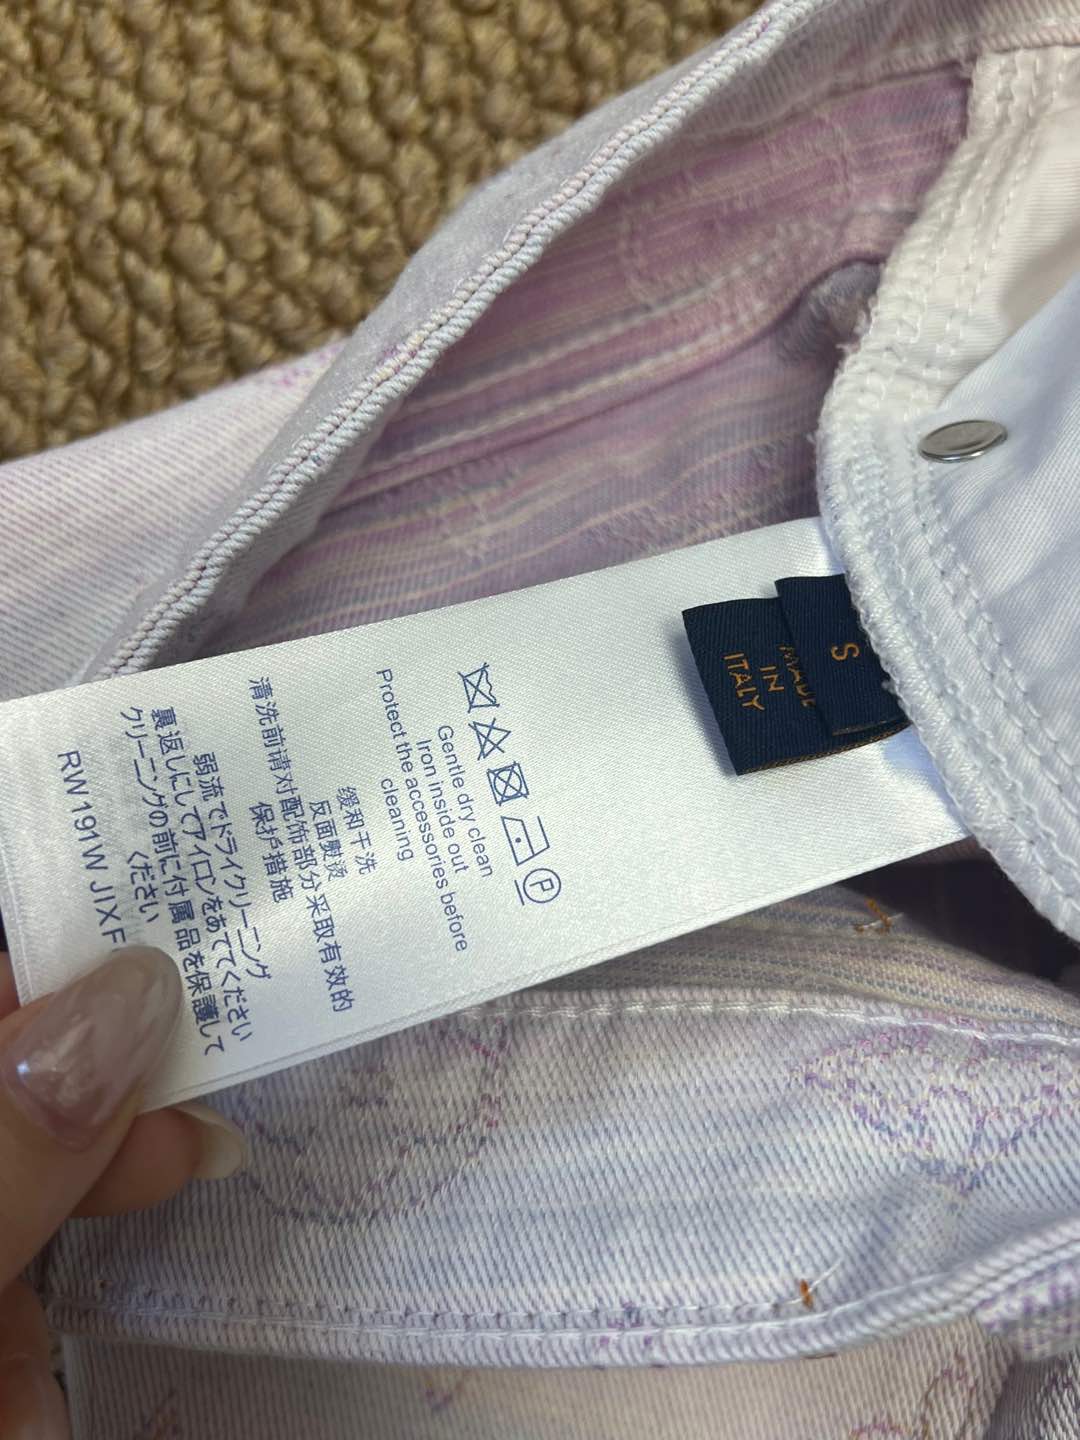 S
MADE
IN
ITALY
P
Gentle dry clean
Iron inside out
Protect the accessories before
cleaning
缓和干洗
反面熨烫
清洗前请对配饰部分采取有效的
保护措施
弱流でドライクリーニング
裏返しにしてアイロンをあててください
クリーニングの前に付属品を保護して
ください
RW191W